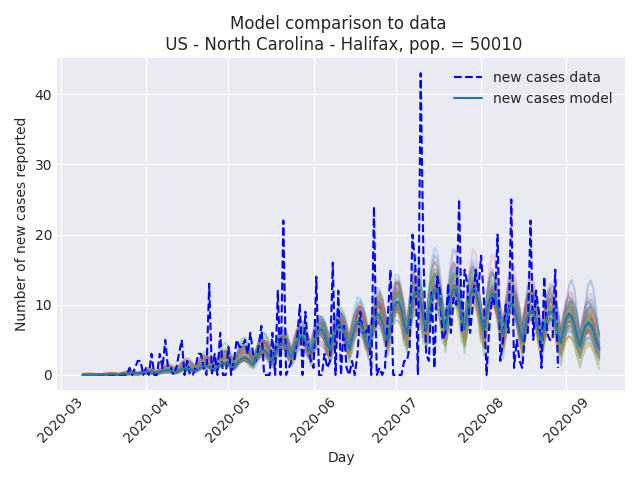 Model comparison to data
US - North Carolina - Halifax, pop. = 50010
new cases data
new cases model
Number of new cases reported
40
30
20
10
0
2020-03
2020-04
2020-05
2020-06
2020-07
2020-08
2020-09
Day